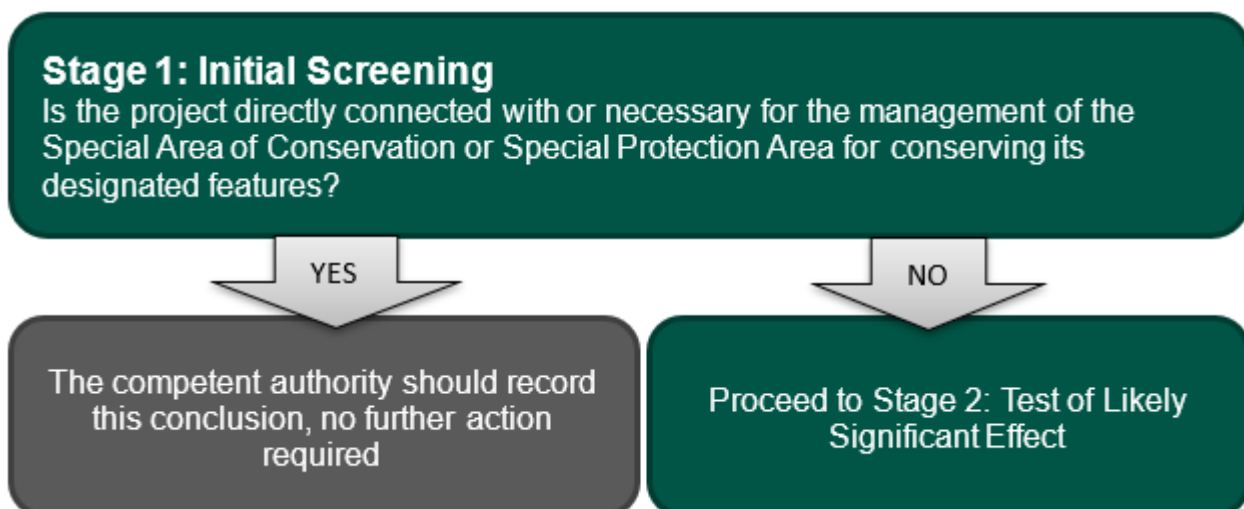 Stage 1: Initial Screening
Is the project directly connected with or necessary for the management of the
Special Area of Conservation or Special Protection Area for conserving its
designated features?
YES
NO
The competent authority should record
this conclusion, no further action
required
Proceed to Stage 2: Test of Likely
Significant Effect